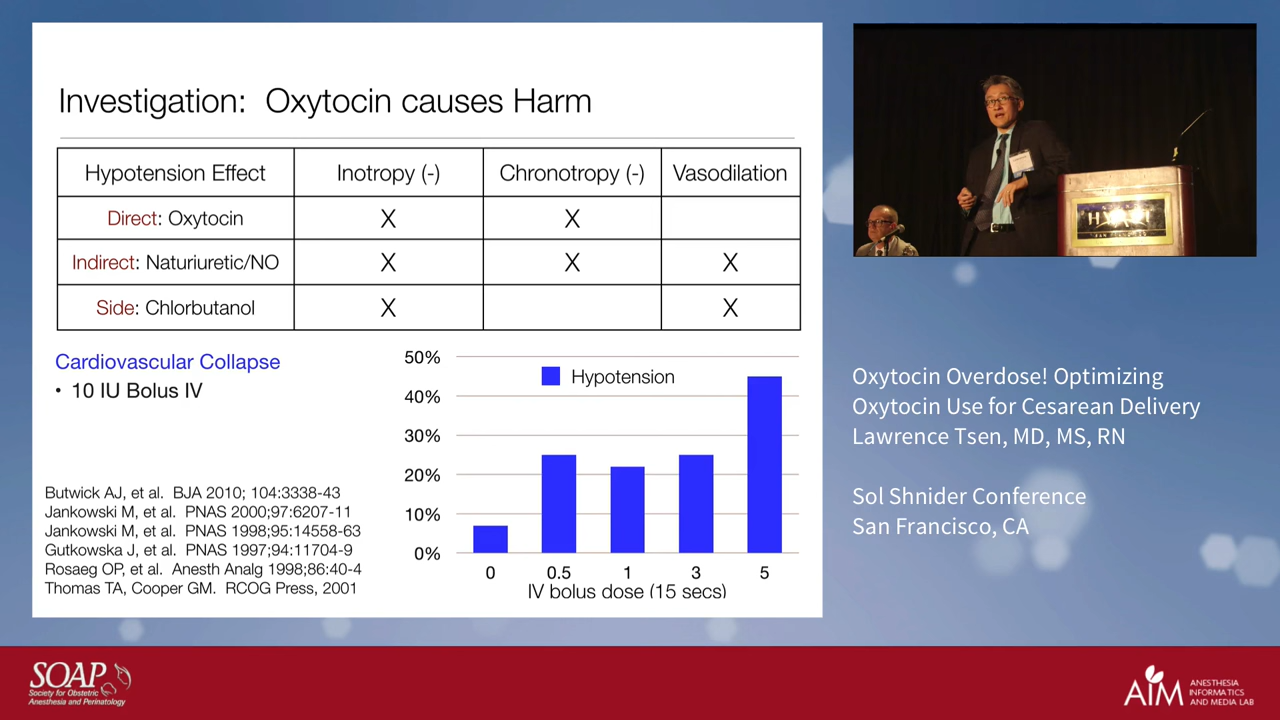 Investigation: Oxytocin causes Harm
Hypotension Effect Inotropy (-) Chronotropy (-) Vasodilation
Direct: Oxytocin X X
Indirect: Naturiuretic/NO X X X
Side: Chlorbutanol X X
Cardiovascular Collapse
• 10 IU Bolus IV
Butwick AJ, et al. BJA 2010; 104:3338-43
Jankowski M, et al. PNAS 2000;97:6207-11
Jankowski M, et al. PNAS 1998;95:14558-63
Gutkowska J, et al. PNAS 1997;94:11704-9
Rosaeg OP, et al. Anesth Analg 1998;86:40-4
Thomas TA, Cooper GM. RCOG Press, 2001
50%
40%
30%
20%
10%
0%
Hypotension
0 0.5 1 3 5
IV bolus dose (15 secs)
HYATT
Oxytocin Overdose! Optimizing
Oxytocin Use for Cesarean Delivery
Lawrence Tsen, MD, MS, RN
Sol Shnider Conference
San Francisco, CA
SOAP
Society for Obstetric
Anesthesia and Perinatology
AIM
ANESTHESIA
INFORMATICS
AND MEDIA LAB